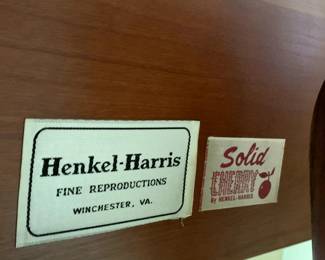 Henkel-Harris
FINE REPRODUCTIONS
WINCHESTER, VA.
Solid
CHERRY
By HENKEL-HARRIS